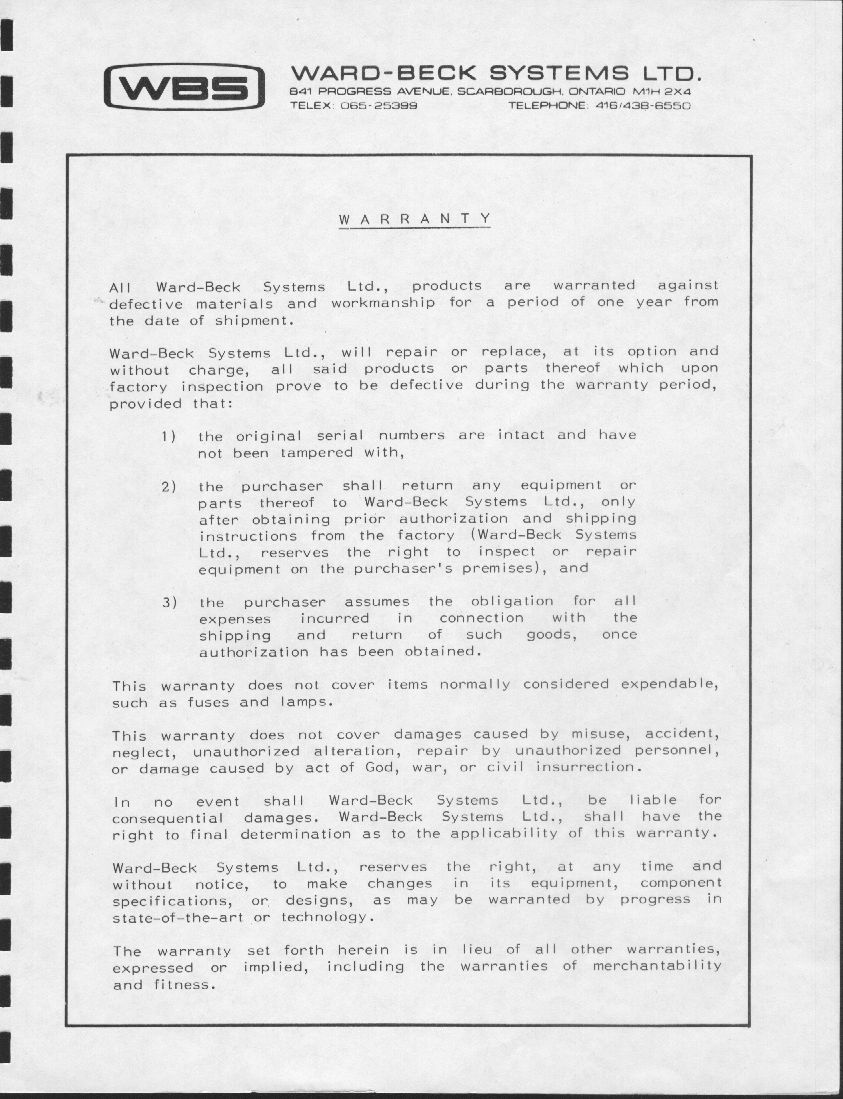 WBS
WARD-BECK SYSTEMS LTD.
841 PROGRESS AVENUE, SCARBOROUGH, ONTARIO M1H 2X4
TELEX: 065-25399 TELEPHONE: 416/438-6550
WARRANTY
All Ward-Beck Systems Ltd., products are warranted against
defective materials and workmanship for a period of one year from
the date of shipment.
Ward-Beck Systems Ltd., will repair or replace, at its option and
without charge, all said products or parts thereof which upon
factory inspection prove to be defective during the warranty period,
provided that:
1) the original serial numbers are intact and have
not been tampered with,
2) the purchaser shall return any equipment or
parts thereof to Ward-Beck Systems Ltd., only
after obtaining prior authorization and shipping
instructions from the factory (Ward-Beck Systems
Ltd., reserves the right to inspect or repair
equipment on the purchaser's premises), and
3) the purchaser assumes the obligation for all
expenses incurred in connection with the
shipping and return of such goods, once
authorization has been obtained.
This warranty does not cover items normally considered expendable,
such as fuses and lamps.
This warranty does not cover damages caused by misuse, accident,
neglect, unauthorized alteration, repair by unauthorized personnel,
or damage caused by act of God, war, or civil insurrection.
In no event shall Ward-Beck Systems Ltd., be liable for
consequential damages. Ward-Beck Systems Ltd., shall have the
right to final determination as to the applicability of this warranty.
Ward-Beck Systems Ltd., reserves the right, at any time and
without notice, to make changes in its equipment, component
specifications, or designs, as may be warranted by progress in
state-of-the-art or technology.
The warranty set forth herein is in lieu of all other warranties,
expressed or implied, including the warranties of merchantability
and fitness.